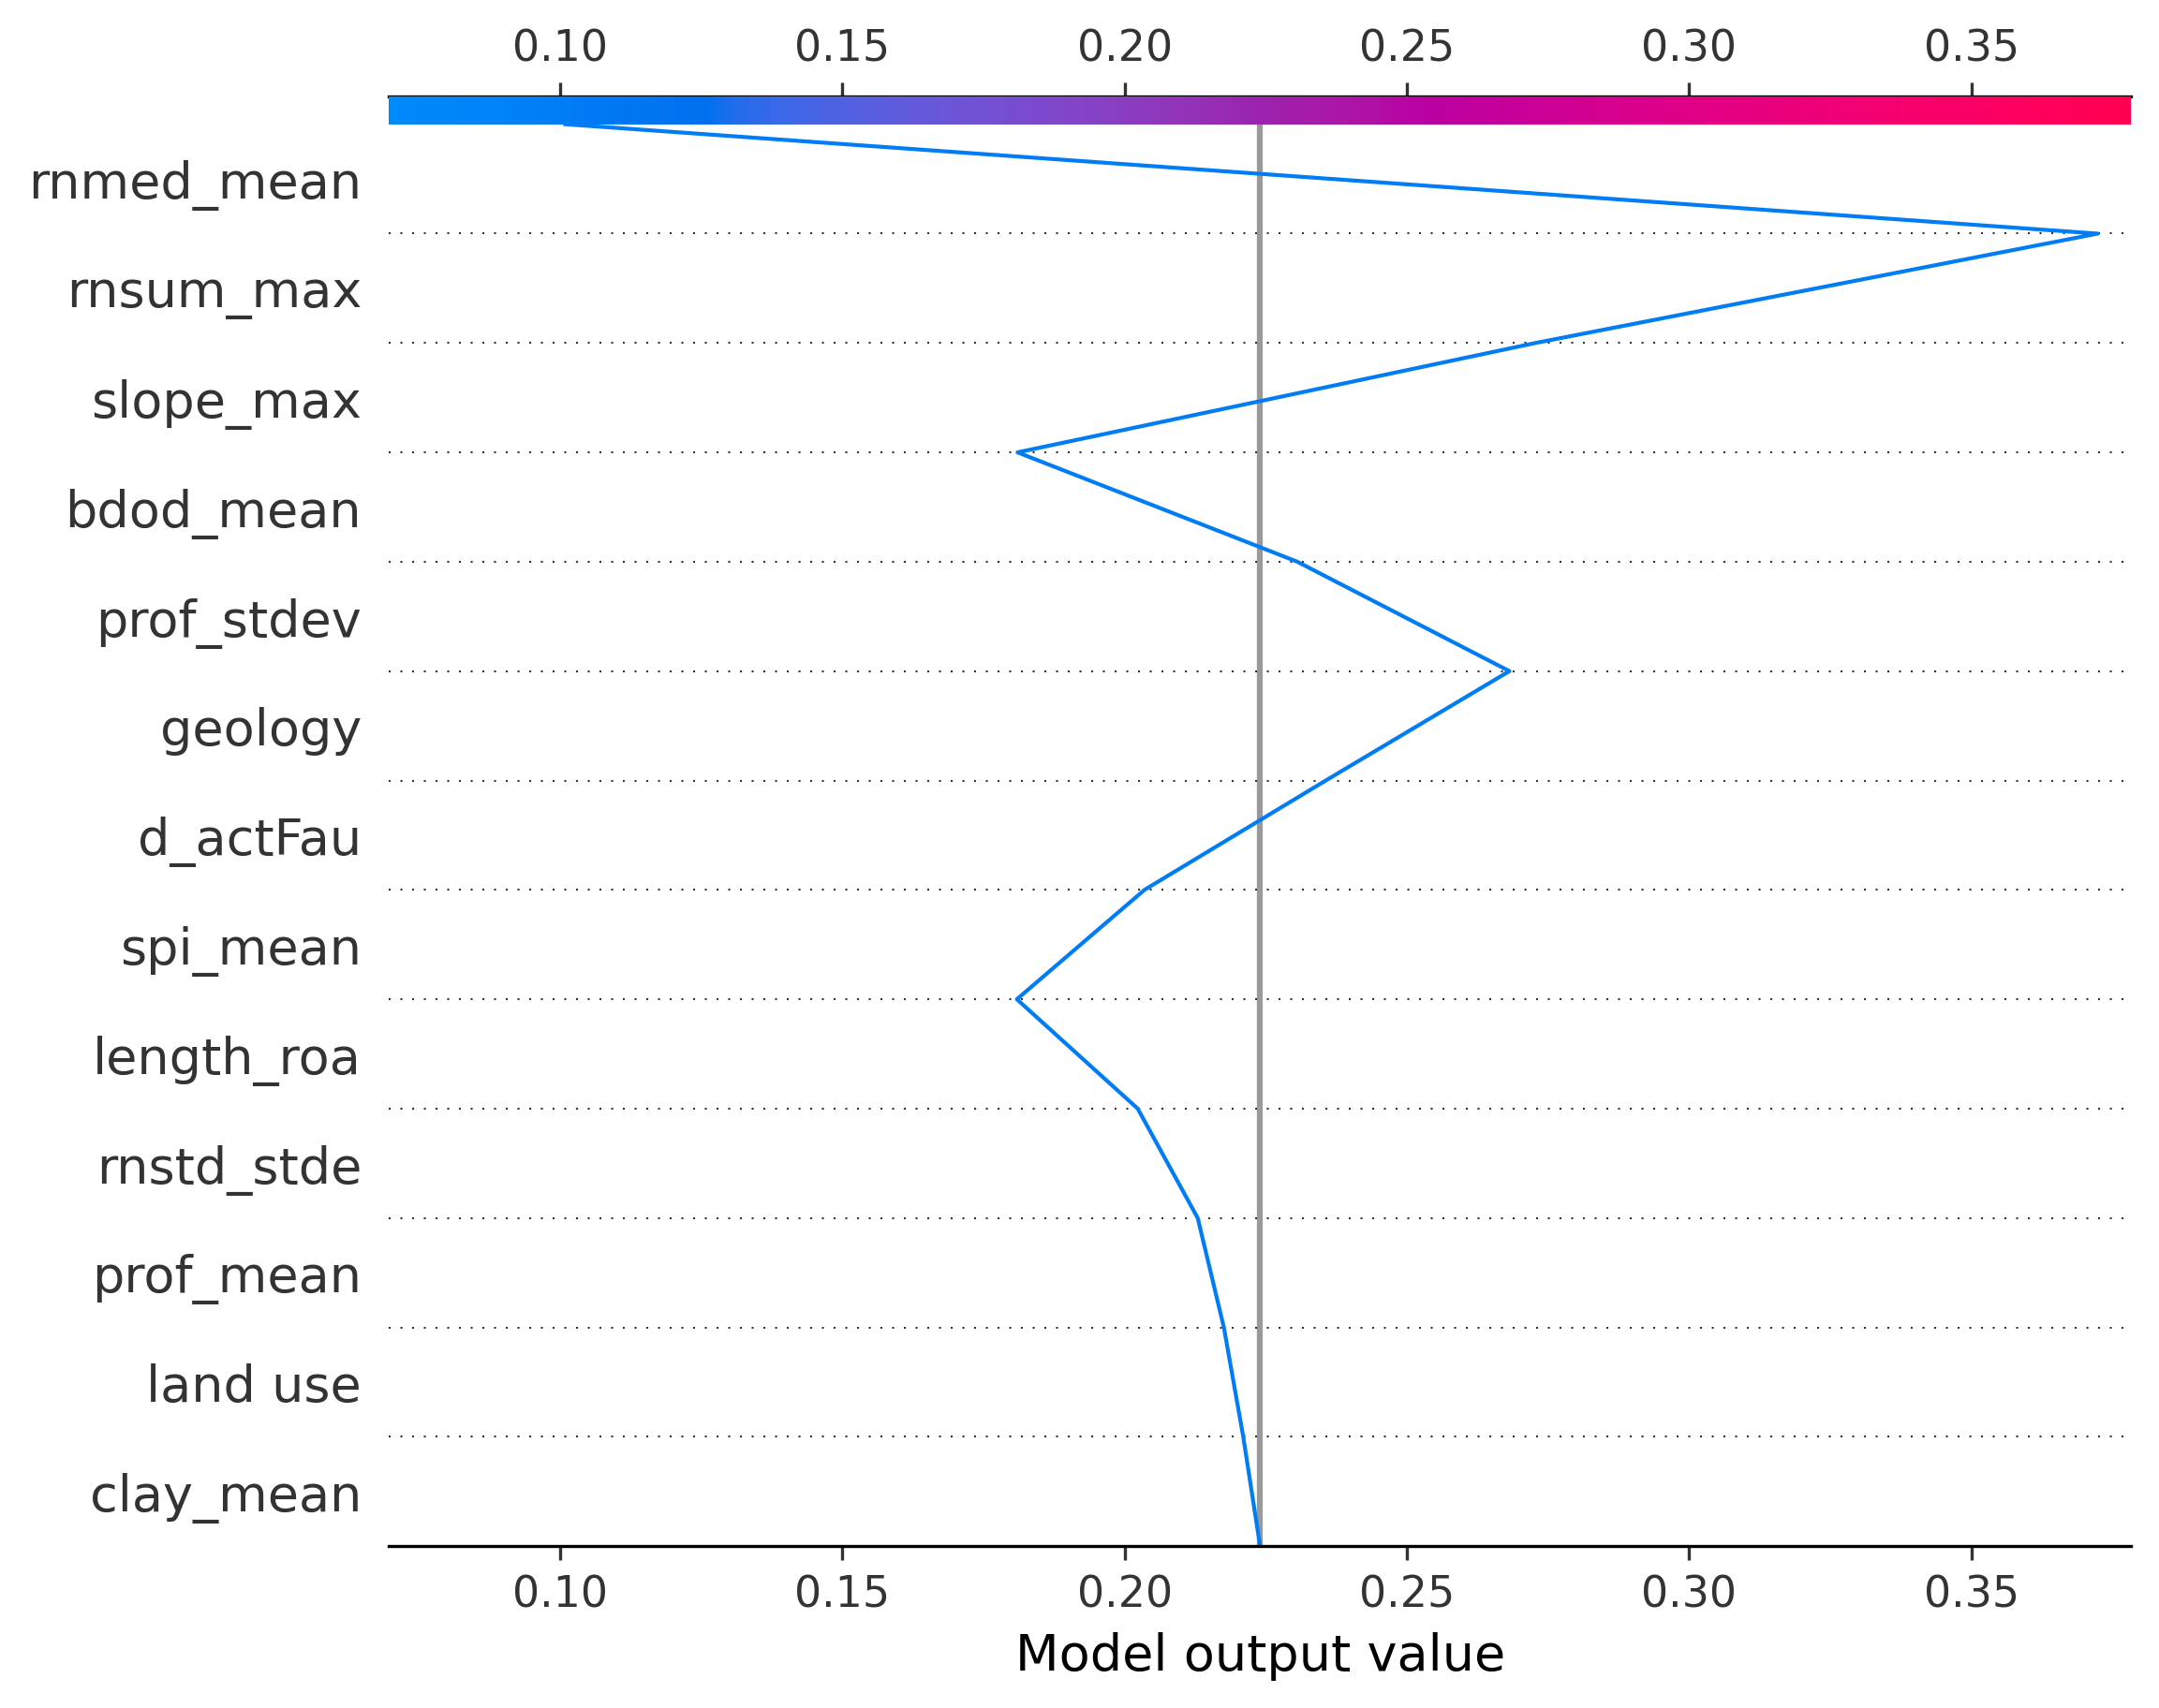 0.10 0.15 0.20 0.25 0.30 0.35
rnmed_mean
rnsum_max
slope_max
bdod_mean
prof_stdev
geology
d_actFau
spi_mean
length_roa
rnstd_stde
prof_mean
land use
clay_mean
0.10 0.15 0.20 0.25 0.30 0.35
Model output value